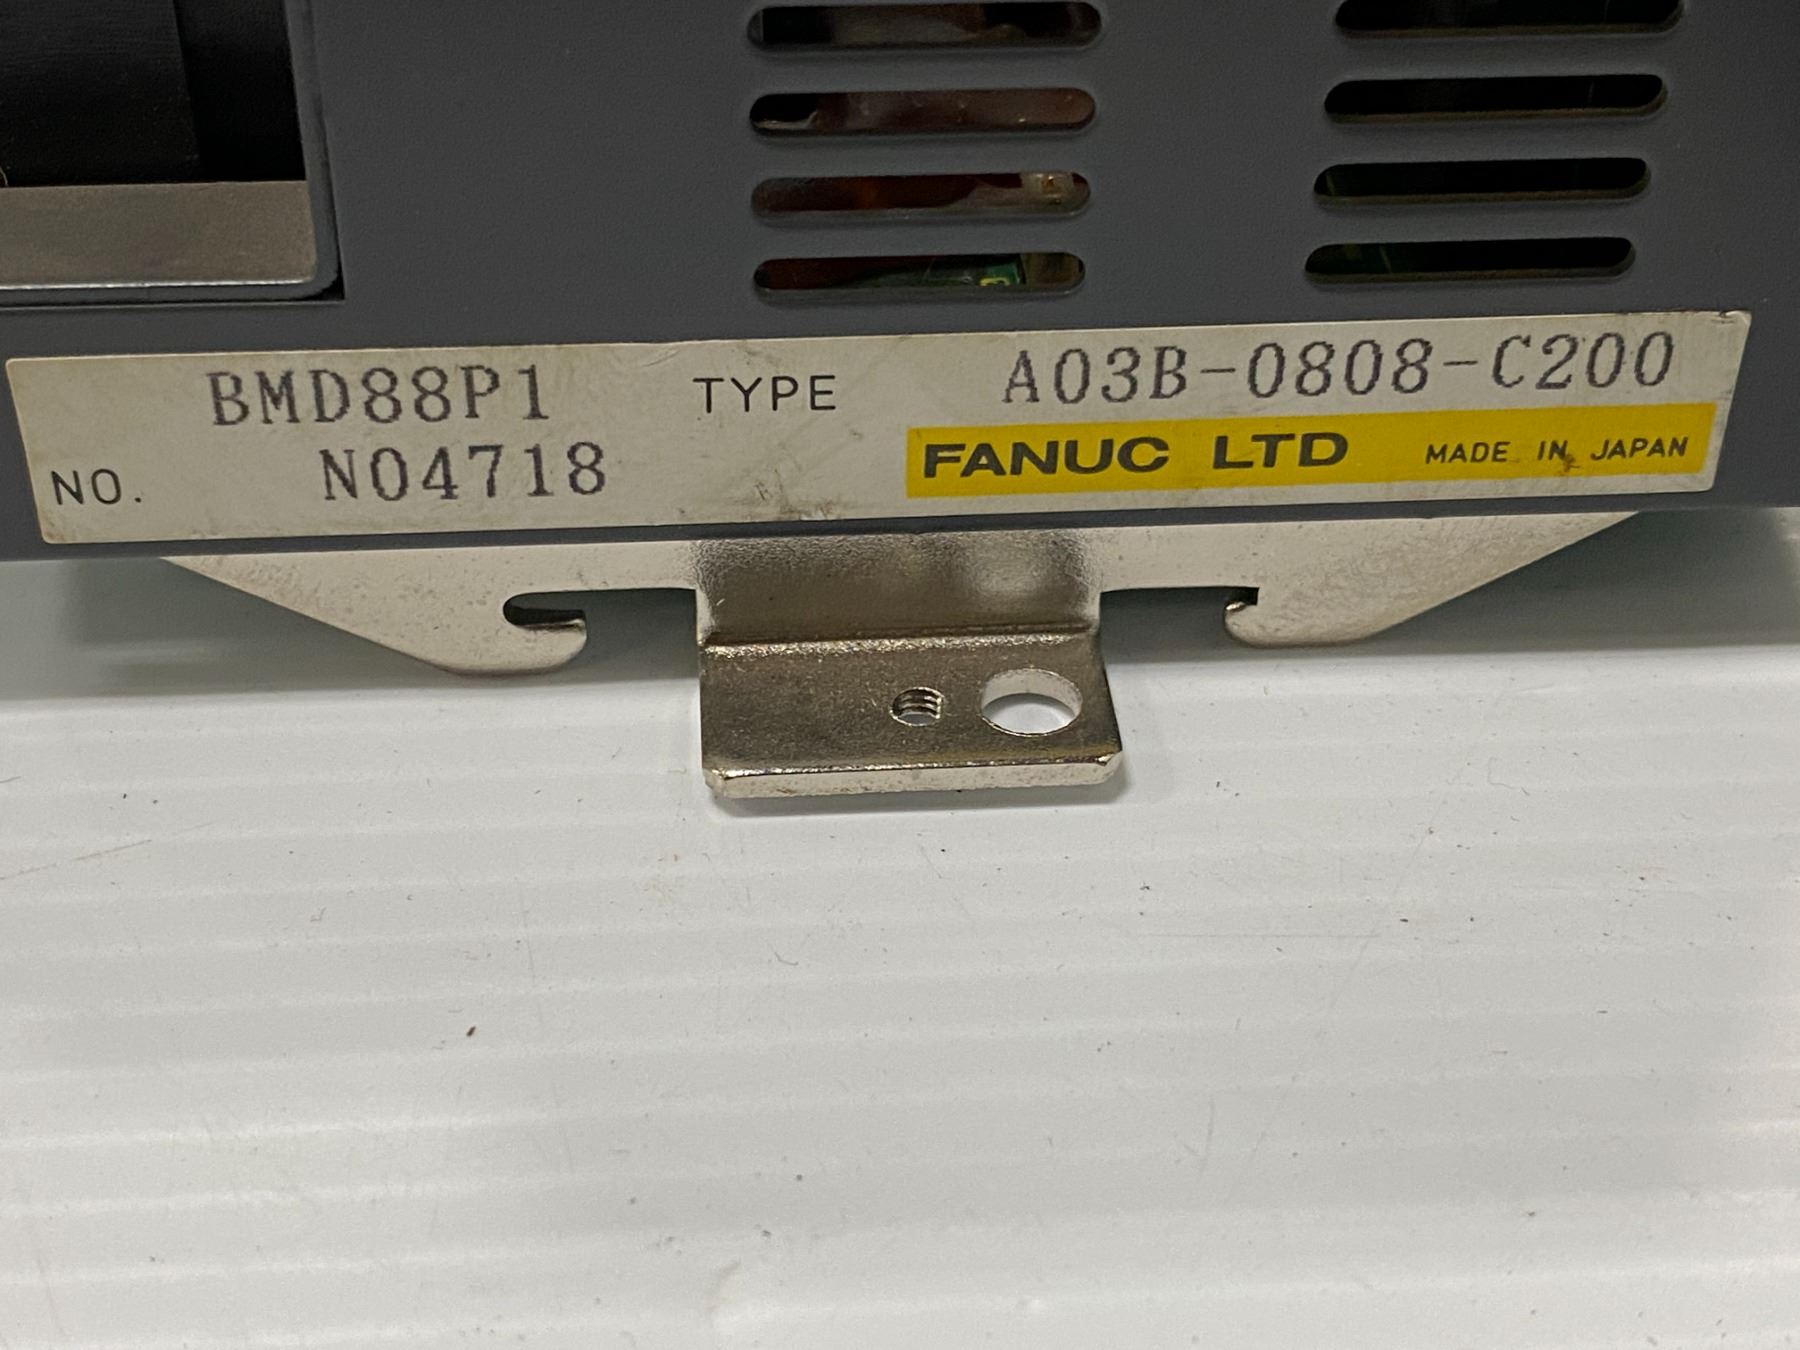 BMD88P1 TYPE A03B-0808-C200
NO. N04718 FANUC LTD MADE IN JAPAN